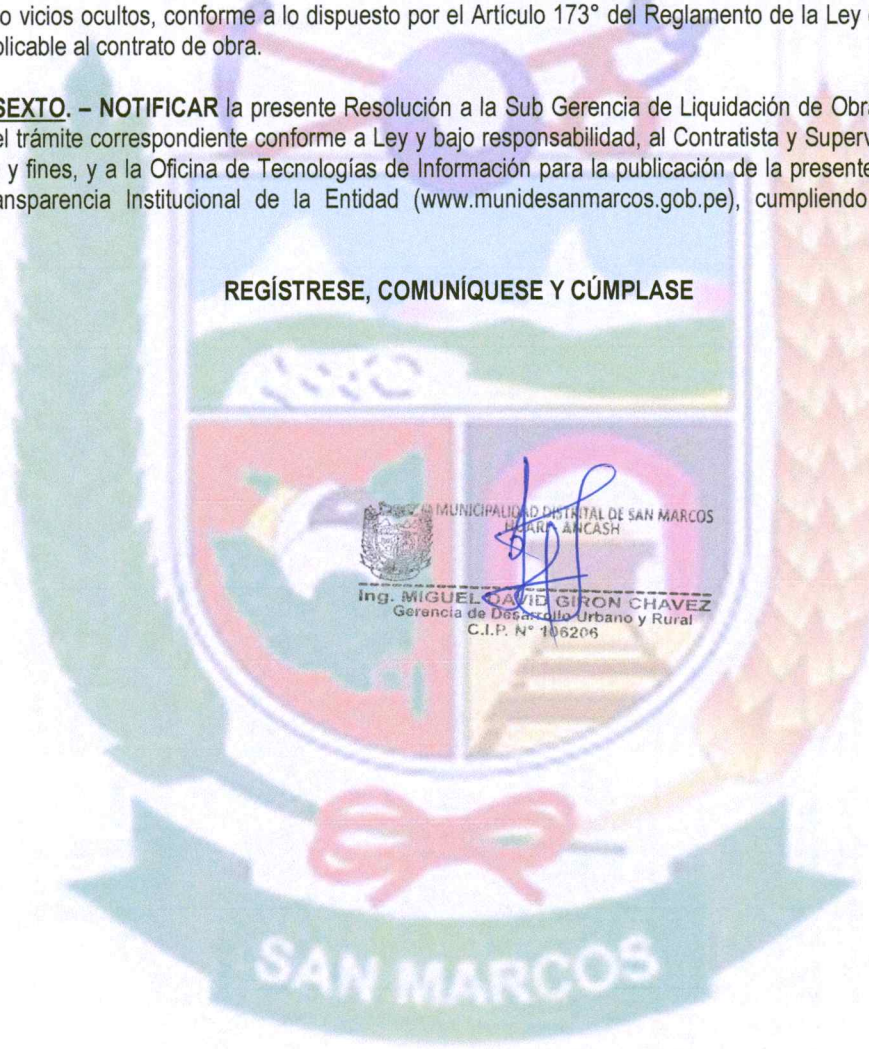 o vicios ocultos, conforme a lo dispuesto por el Artículo 173° del Reglamento de la Ley
plicable al contrato de obra.
SEXTO. – NOTIFICAR la presente Resolución a la Sub Gerencia de Liquidación de Obra
el trámite correspondiente conforme a Ley y bajo responsabilidad, al Contratista y Superv
y fines, y a la Oficina de Tecnologías de Información para la publicación de la presente
ansparencia Institucional de la Entidad (www.munidesanmarcos.gob.pe), cumpliendo
REGÍSTRESE, COMUNÍQUESE Y CÚMPLASE
MUNICIPALIDAD DISTRITAL DE SAN MARCOS
HUARI - ANCASH
Ing. MIGUEL DAVID GIRON CHAVEZ
Gerencia de Desarrollo Urbano y Rural
C.I.P. N° 106206
SAN MARCOS